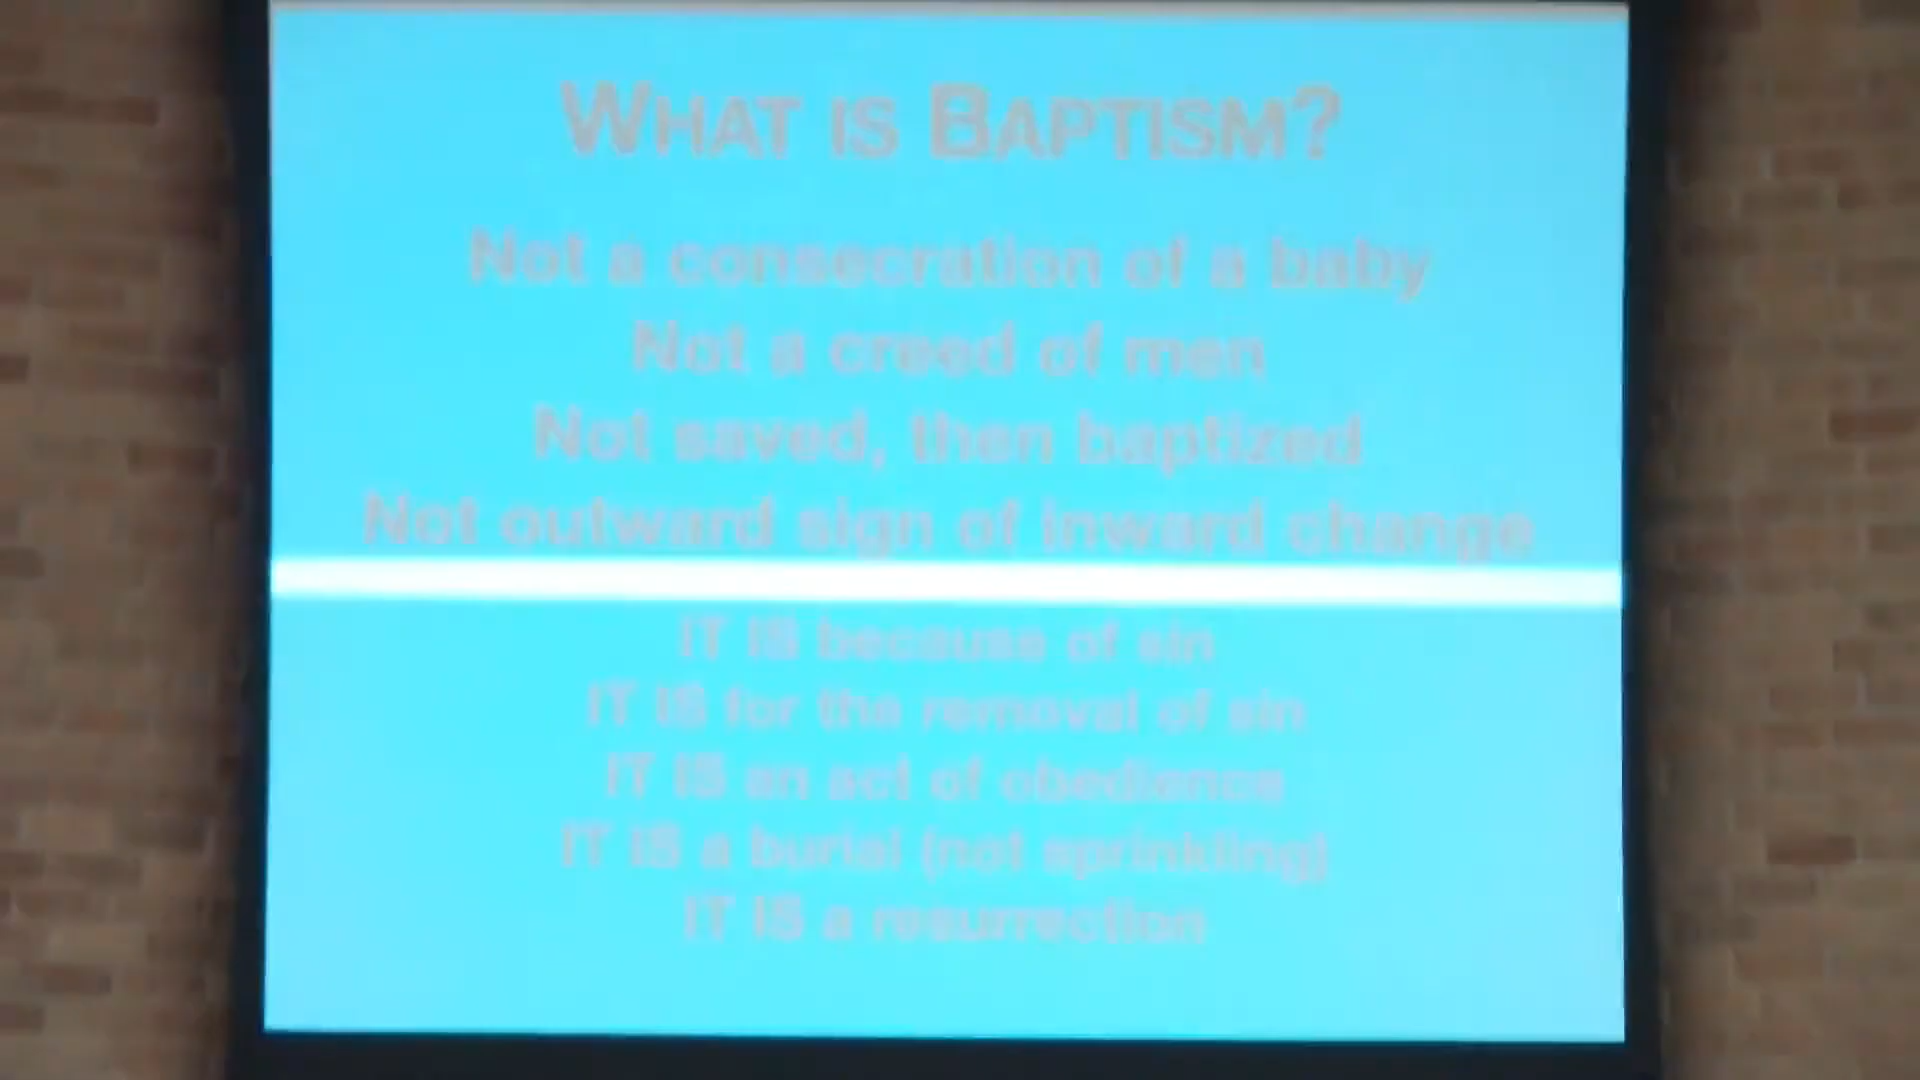 WHAT IS BAPTISM?
Not a consecration of a baby
Not a creed of men
Not saved, then baptized
Not outward sign of inward change
IT IS because of sin
IT IS for the removal of sin
IT IS an act of obedience
IT IS a burial (not sprinkling)
IT IS a resurrection